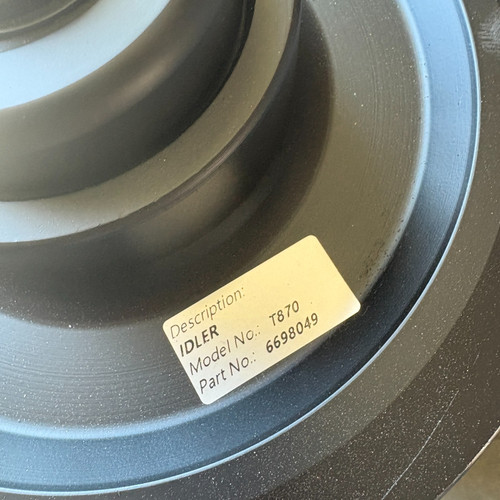 Description:
IDLER
Model No.: T870
Part No.: 6698049